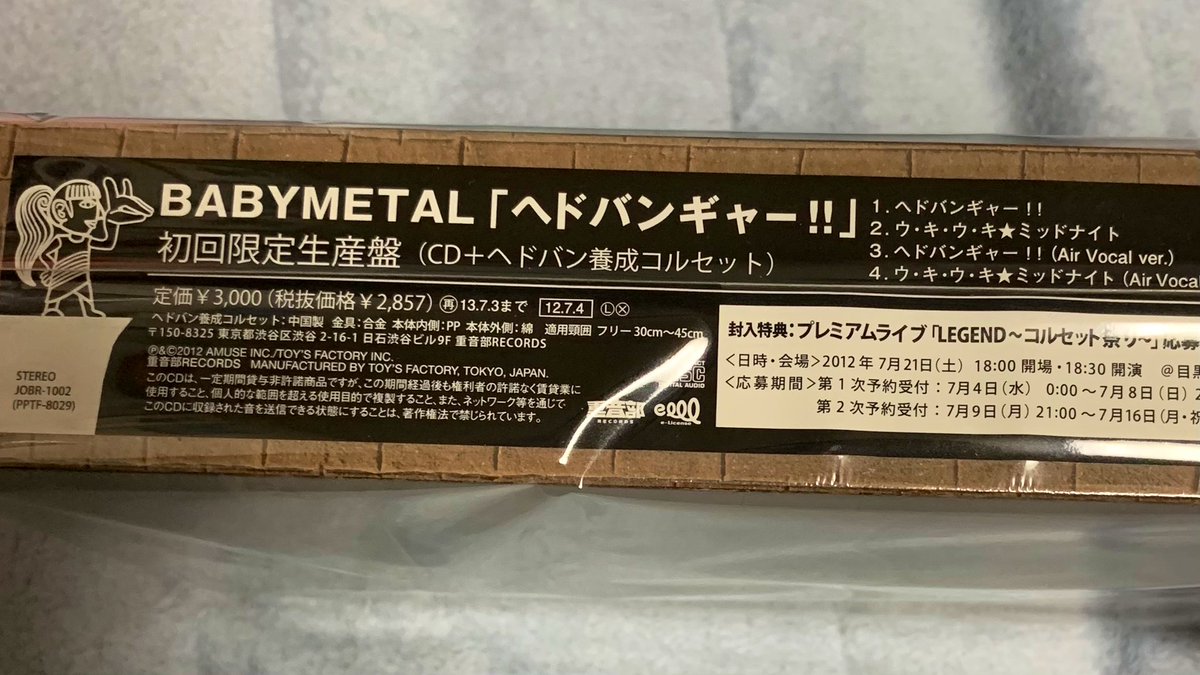 BABYMETAL「ヘドバンギャー!!」
初回限定生産盤(CD+ヘドバン養成コルセット)
定価¥3,000(税抜価格¥2,857)再13.7.3まで 12.7.4 Ⓛⓧ
ヘドバン養成コルセット:中国製 金具:合金 本体内側:PP 本体外側:綿 適用頸囲 フリー30cm〜45cm
〒150-8325 東京都渋谷区渋谷 2-16-1 日石渋谷ビル9F 重音部RECORDS
Ⓟ&©2012 AMUSE INC./TOY'S FACTORY INC.
重音部RECORDS MANUFACTURED BY TOY'S FACTORY, TOKYO, JAPAN.
このCDは、一定期間貸与非許諾商品ですが、この期間経過後も権利者の許諾なく賃貸業に
使用すること、個人的な範囲を超える使用目的で複製すること、また、ネットワーク等を通じて
このCDに収録された音を送信できる状態にすることは、著作権法で禁じられています。
STEREO
JOBR-1002
(PPTF-8029)
重音部
RECORDS
e-License
DIGITAL AUDIO
1. ヘドバンギャー!!
2. ウ・キ・ウ・キ★ミッドナイト
3. ヘドバンギャー!!(Air Vocal ver.)
4. ウ・キ・ウ・キ★ミッドナイト(Air Voca
封入特典:プレミアムライブ「LEGEND〜コルセット祭り〜」応募
<日時・会場>2012年7月21日(土) 18:00 開場・18:30 開演 @目黒
<応募期間>第1次予約受付:7月4日(水) 0:00〜7月8日(日)
第2次予約受付:7月9日(月) 21:00〜7月16日(月・祝